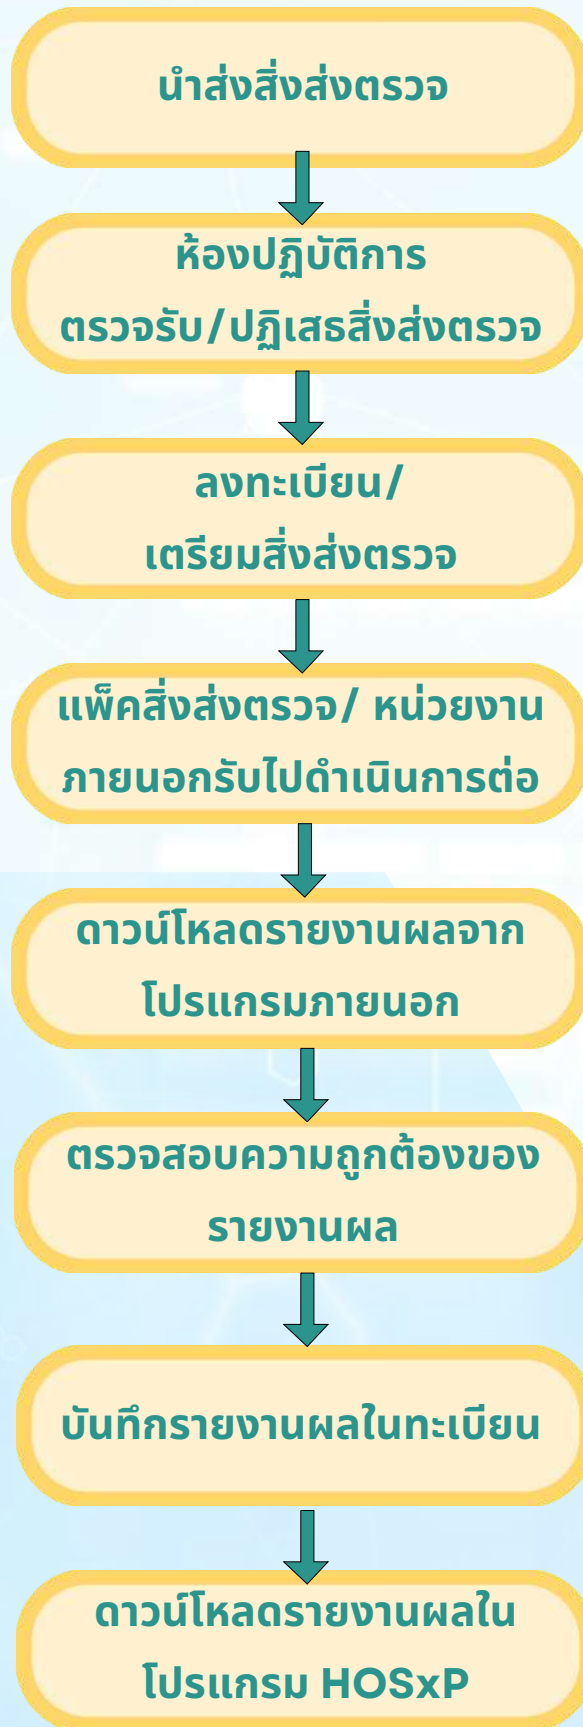 นำส่งสิ่งส่งตรวจ
ห้องปฏิบัติการ
ตรวจรับ/ปฏิเสธสิ่งส่งตรวจ
ลงทะเบียน/
เตรียมสิ่งส่งตรวจ
แพ็คสิ่งส่งตรวจ/ หน่วยงาน
ภายนอกรับไปดำเนินการต่อ
ดาวน์โหลดรายงานผลจาก
โปรแกรมภายนอก
ตรวจสอบความถูกต้องของ
รายงานผล
บันทึกรายงานผลในทะเบียน
ดาวน์โหลดรายงานผลใน
โปรแกรม HOSxP